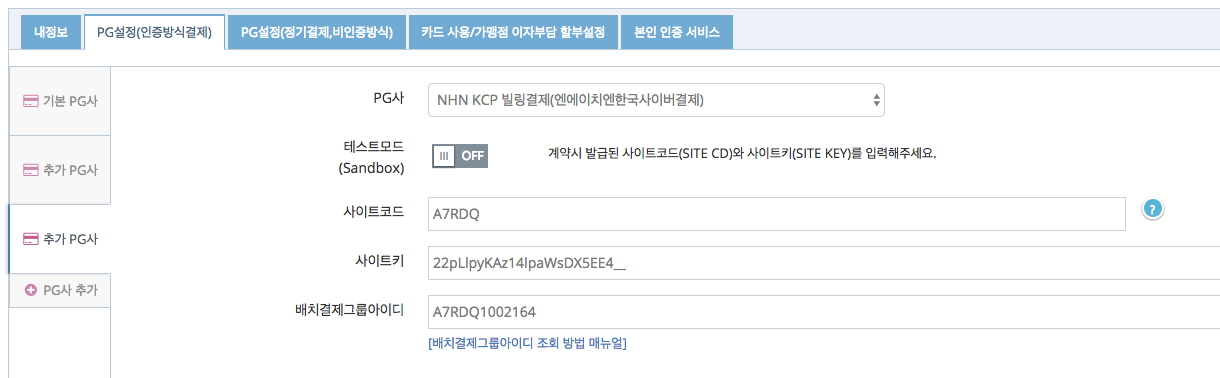 내정보
PG설정(인증방식결제)
PG설정(정기결제,비인증방식)
카드 사용/가맹점 이자부담 할부설정
본인 인증 서비스
기본 PG사
추가 PG사
추가 PG사
PG사 추가
PG사
NHN KCP 빌링결제(엔에이치엔한국사이버결제)
테스트모드
(Sandbox)
OFF
계약시 발급된 사이트코드(SITE CD)와 사이트키(SITE KEY)를 입력해주세요.
사이트코드
A7RDQ
?
사이트키
22pLlpyKAz14lpaWsDX5EE4__
배치결제그룹아이디
A7RDQ1002164
[배치결제그룹아이디 조회 방법 매뉴얼]